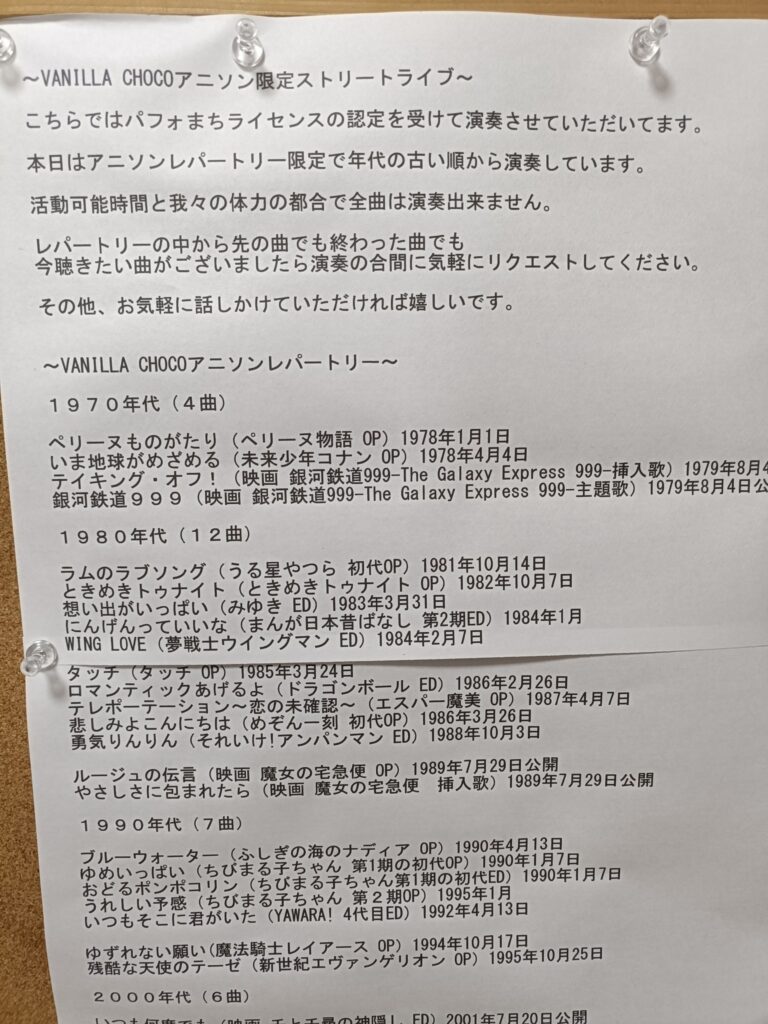 ～VANILLA CHOCOアニソン限定ストリートライブ～
こちらではパフォまちライセンスの認定を受けて演奏させていただいてます。
本日はアニソンレパートリー限定で年代の古い順から演奏しています。
活動可能時間と我々の体力の都合で全曲は演奏出来ません。
レパートリーの中から先の曲でも終わった曲でも
今聴きたい曲がございましたら演奏の合間に気軽にリクエストしてください。
その他、お気軽に話しかけていただければ嬉しいです。
～VANILLA CHOCOアニソンレパートリー～
１９７０年代（４曲）
ペリーヌものがたり（ペリーヌ物語 OP）1978年1月1日
いま地球がめざめる（未来少年コナン OP）1978年4月4日
テイキング・オフ！（映画 銀河鉄道999-The Galaxy Express 999-挿入歌）1979年8月4
銀河鉄道９９９（映画 銀河鉄道999-The Galaxy Express 999-主題歌）1979年8月4日公
１９８０年代（１２曲）
ラムのラブソング（うる星やつら 初代OP）1981年10月14日
ときめきトゥナイト（ときめきトゥナイト OP）1982年10月7日
想い出がいっぱい（みゆき ED）1983年3月31日
にんげんっていいな（まんが日本昔ばなし 第2期ED）1984年1月
WING LOVE（夢戦士ウイングマン ED）1984年2月7日
タッチ（タッチ OP）1985年3月24日
ロマンティックあげるよ（ドラゴンボール ED）1986年2月26日
テレポーテーション～恋の未確認～（エスパー魔美 OP）1987年4月7日
悲しみよこんにちは（めぞん一刻 初代OP）1986年3月26日
勇気りんりん（それいけ!アンパンマン ED）1988年10月3日
ルージュの伝言（映画 魔女の宅急便 OP）1989年7月29日公開
やさしさに包まれたら（映画 魔女の宅急便　挿入歌）1989年7月29日公開
１９９０年代（７曲）
ブルーウォーター（ふしぎの海のナディア OP）1990年4月13日
ゆめいっぱい（ちびまる子ちゃん 第1期の初代OP）1990年1月7日
おどるポンポコリン（ちびまる子ちゃん第1期の初代ED）1990年1月7日
うれしい予感（ちびまる子ちゃん 第２期OP）1995年1月
いつもそこに君がいた（YAWARA! 4代目ED）1992年4月13日
ゆずれない願い(魔法騎士レイアース OP）1994年10月17日
残酷な天使のテーゼ（新世紀エヴァンゲリオン OP）1995年10月25日
２０００年代（６曲）
いつも何度でも（映画 千と千尋の神隠し ED）2001年7月20日公開